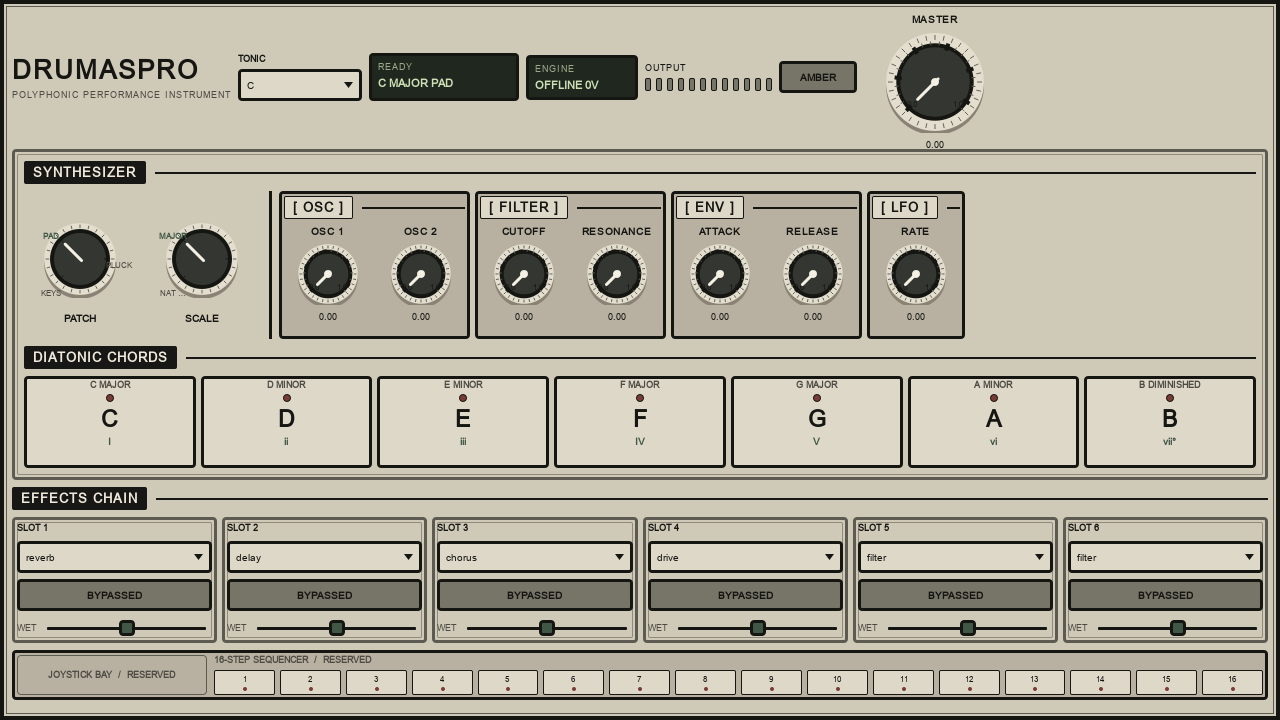 MASTER
DRUMASPRO
POLYPHONIC PERFORMANCE INSTRUMENT
TONIC
C
READY
C MAJOR PAD
ENGINE
OFFLINE 0V
OUTPUT
AMBER
0.00
SYNTHESIZER
PAD
LUCK
KEYS
PATCH
MAJOR
NAT ...
SCALE
[ OSC ]
OSC 1
OSC 2
0.00
0.00
[ FILTER ]
CUTOFF
RESONANCE
0.00
0.00
[ ENV ]
ATTACK
RELEASE
0.00
0.00
[ LFO ]
RATE
0.00
DIATONIC CHORDS
C MAJOR
C
I
D MINOR
D
ii
E MINOR
E
iii
F MAJOR
F
IV
G MAJOR
G
V
A MINOR
A
vi
B DIMINISHED
B
vii°
EFFECTS CHAIN
SLOT 1
reverb
BYPASSED
WET
SLOT 2
delay
BYPASSED
WET
SLOT 3
chorus
BYPASSED
WET
SLOT 4
drive
BYPASSED
WET
SLOT 5
filter
BYPASSED
WET
SLOT 6
filter
BYPASSED
WET
JOYSTICK BAY / RESERVED
16-STEP SEQUENCER / RESERVED
1 2 3 4 5 6 7 8 9 10 11 12 13 14 15 16